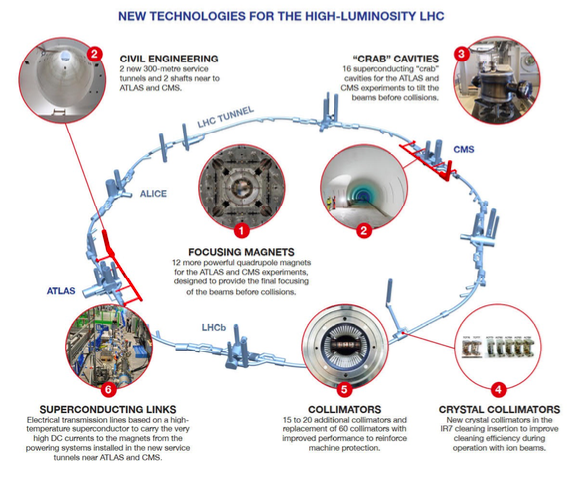 NEW TECHNOLOGIES FOR THE HIGH-LUMINOSITY LHC
2
CIVIL ENGINEERING
2 new 300-metre service
tunnels and 2 shafts near to
ATLAS and CMS.
"CRAB" CAVITIES
16 superconducting "crab"
cavities for the ATLAS and
CMS experiments to tilt the
beams before collisions.
3
LHC TUNNEL
CMS
ALICE
1
2
FOCUSING MAGNETS
12 more powerful quadrupole magnets
for the ATLAS and CMS experiments,
designed to provide the final focusing
of the beams before collisions.
ATLAS
LHCb
6
5
4
SUPERCONDUCTING LINKS
Electrical transmission lines based on a high-
temperature superconductor to carry the very
high DC currents to the magnets from the
powering systems installed in the new service
tunnels near ATLAS and CMS.
COLLIMATORS
15 to 20 additional collimators and
replacement of 60 collimators with
improved performance to reinforce
machine protection.
CRYSTAL COLLIMATORS
New crystal collimators in the
IR7 cleaning insertion to improve
cleaning efficiency during
operation with ion beams.